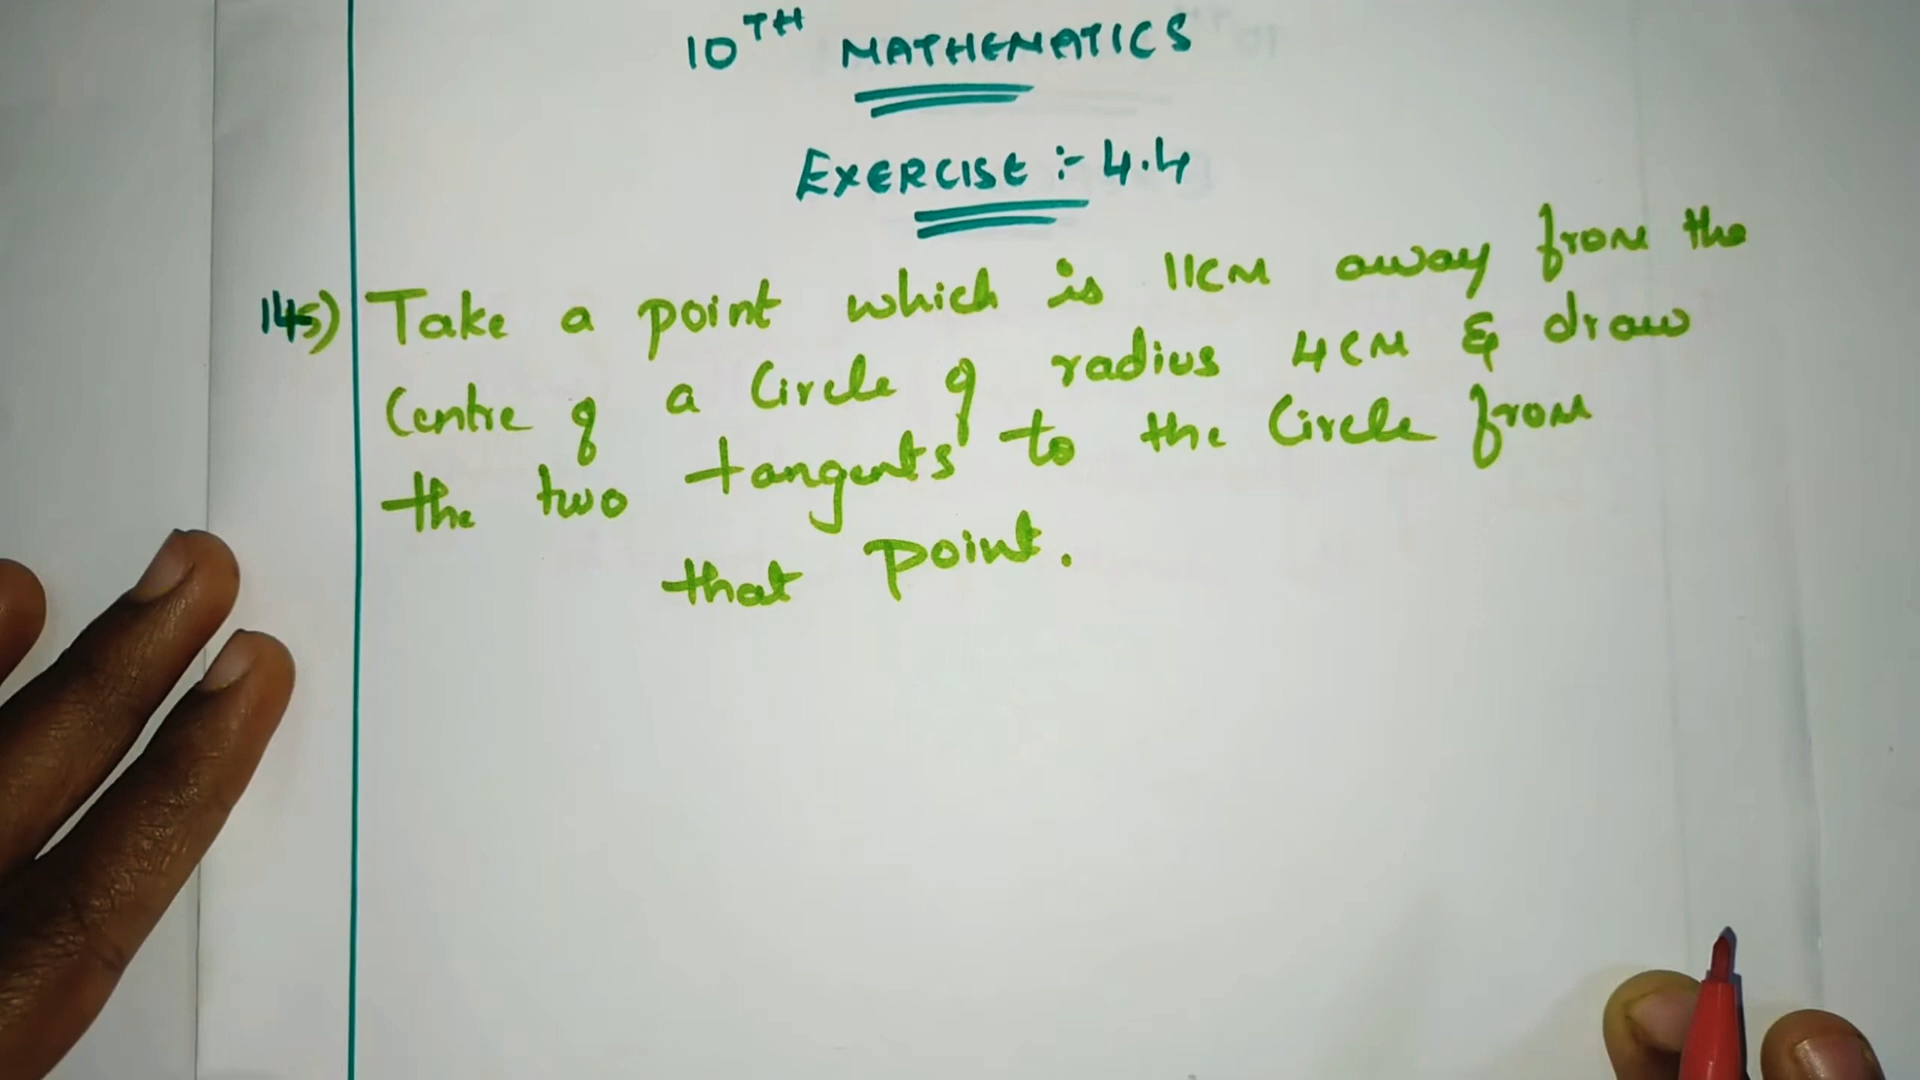 10TH MATHEMATICS
EXERCISE :- 4.4
145) Take a point which is 11cm away from the
Centre of a Circle of radius 4cm & draw
the two tangents to the Circle from
that point.